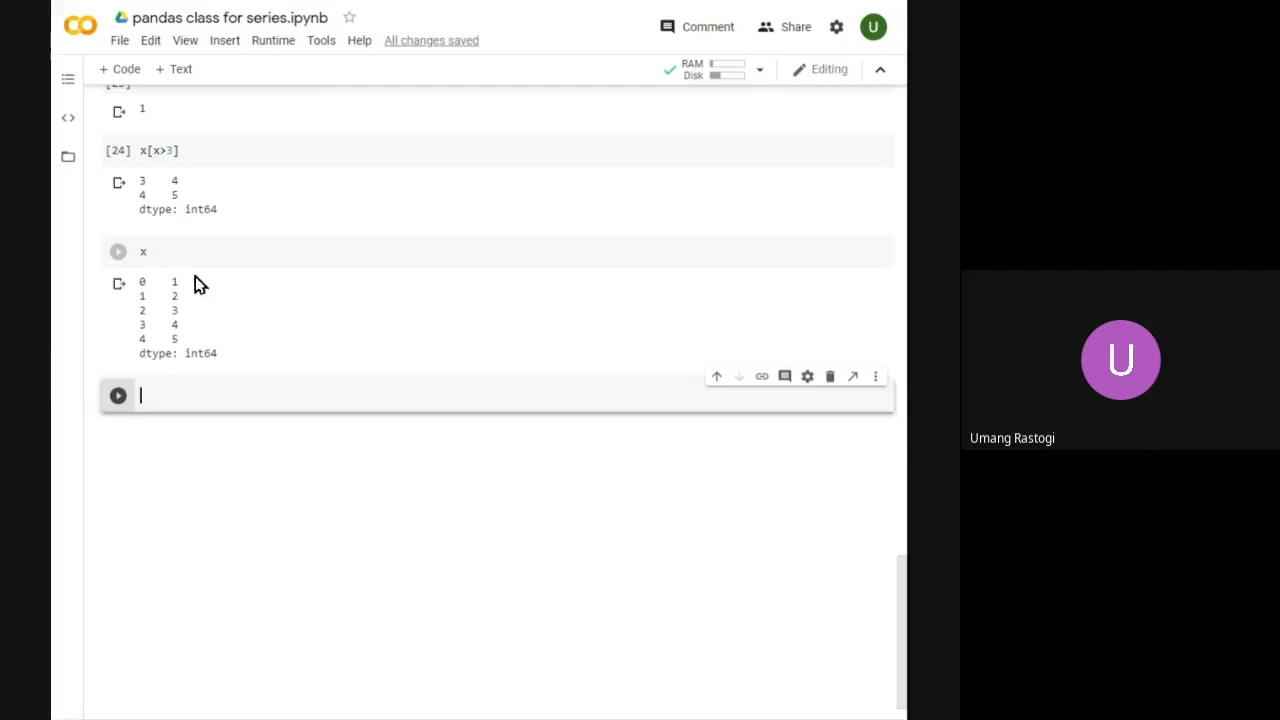 pandas class for series.ipynb
Comment
Share
U
File Edit View Insert Runtime Tools Help All changes saved
+ Code + Text
RAM
Disk
Editing
1
[24] x[x>3]
3 4
4 5
dtype: int64
x
0 1
1 2
2 3
3 4
4 5
dtype: int64
U
Umang Rastogi